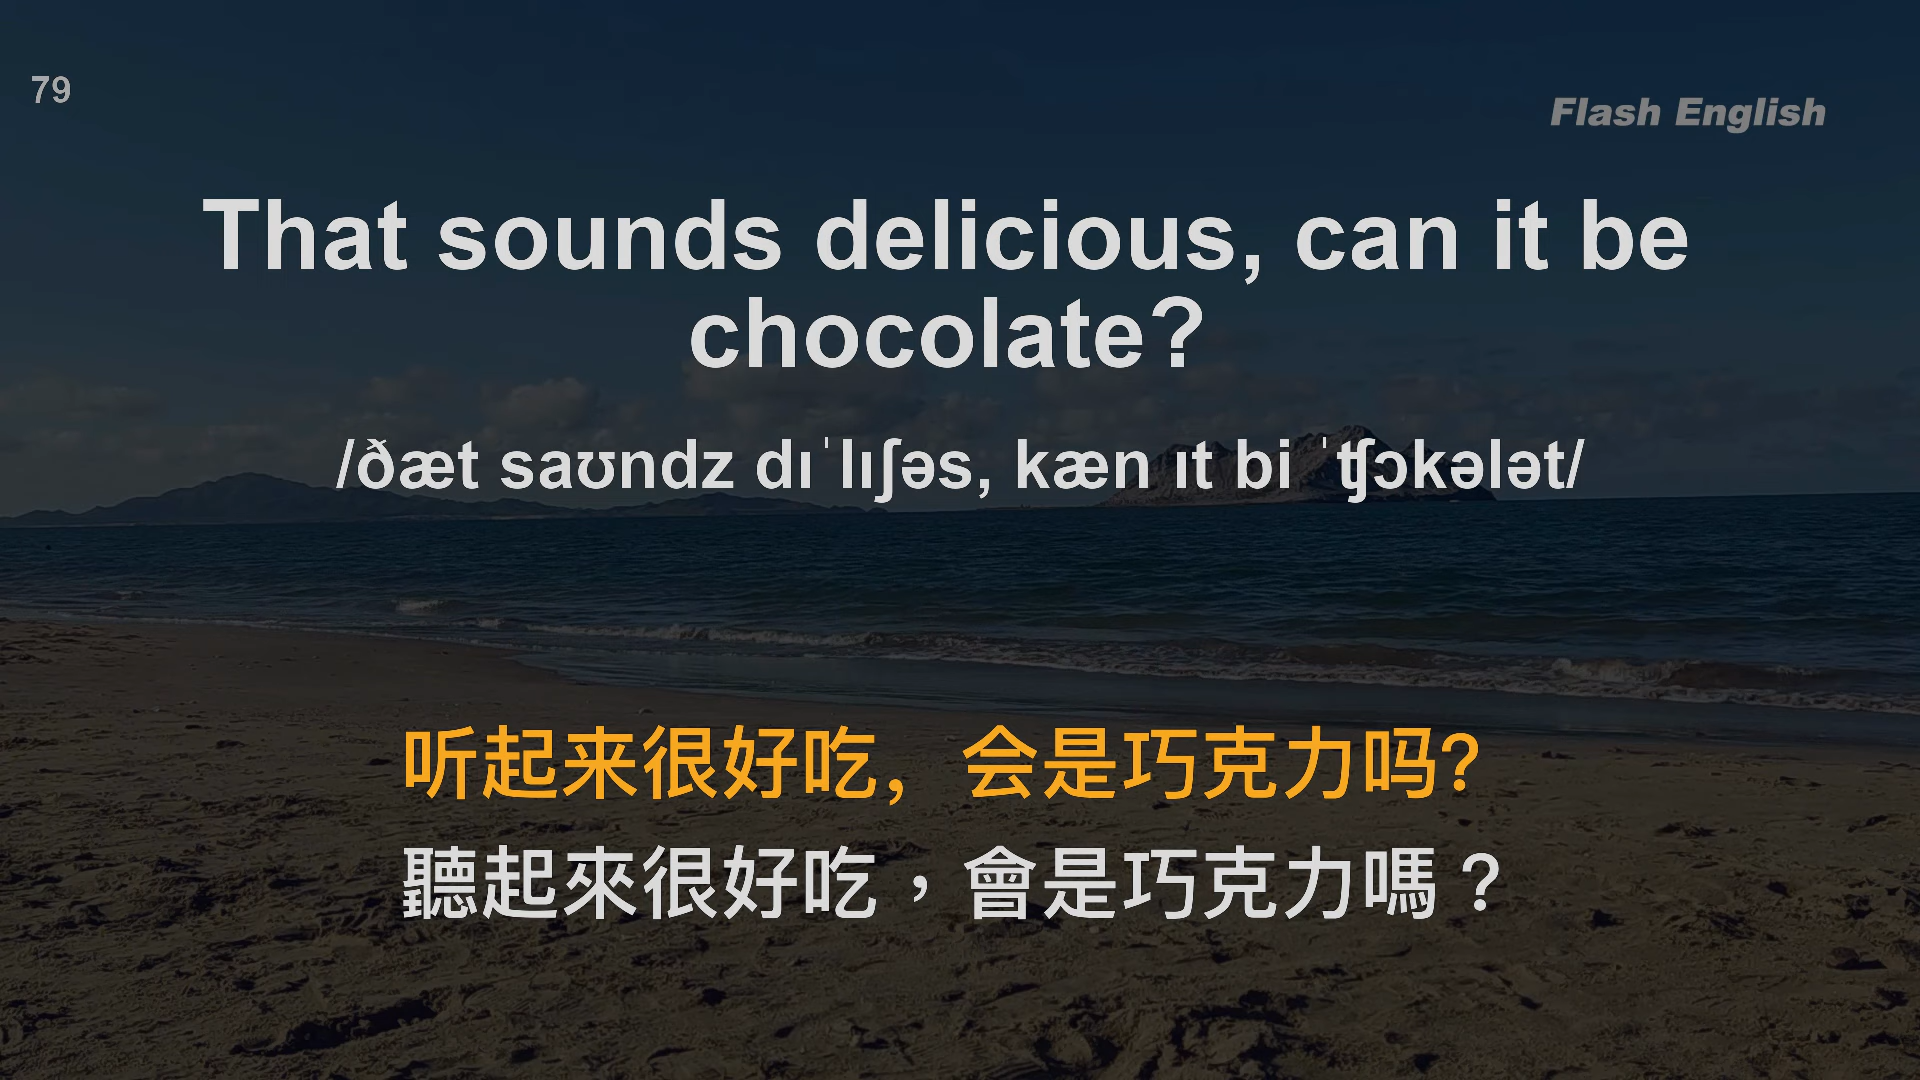 79
Flash English
That sounds delicious, can it be
chocolate?
/ðæt saʊndz dɪˈlɪʃəs, kæn ɪt bi ˈʧɔkələt/
听起来很好吃，会是巧克力吗？
聽起來很好吃，會是巧克力嗎？